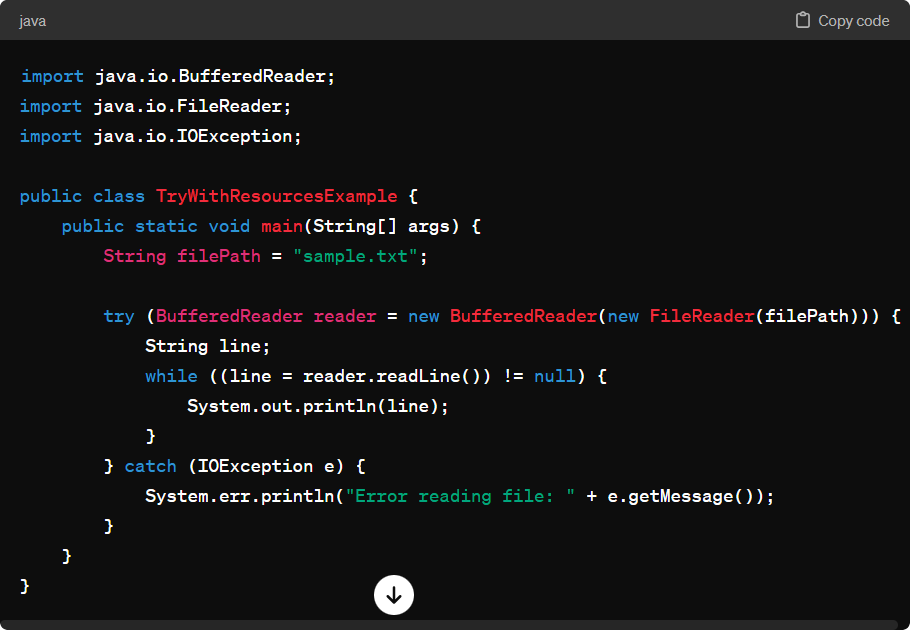 java
Copy code
import java.io.BufferedReader;
import java.io.FileReader;
import java.io.IOException;
public class TryWithResourcesExample {
    public static void main(String[] args) {
        String filePath = "sample.txt";
        try (BufferedReader reader = new BufferedReader(new FileReader(filePath))) {
            String line;
            while ((line = reader.readLine()) != null) {
                System.out.println(line);
            }
        } catch (IOException e) {
            System.err.println("Error reading file: " + e.getMessage());
        }
    }
}